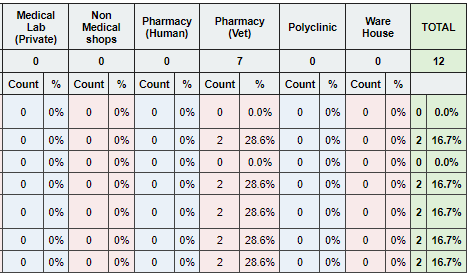 Medical Lab (Private) Non Medical shops Pharmacy (Human) Pharmacy (Vet) Polyclinic Ware House TOTAL
0 0 0 7 0 0 12
Count % Count % Count % Count % Count % Count %
0 0% 0 0% 0 0% 0 0.0% 0 0% 0 0% 0 0.0%
0 0% 0 0% 0 0% 2 28.6% 0 0% 0 0% 2 16.7%
0 0% 0 0% 0 0% 0 0.0% 0 0% 0 0% 0 0.0%
0 0% 0 0% 0 0% 2 28.6% 0 0% 0 0% 2 16.7%
0 0% 0 0% 0 0% 2 28.6% 0 0% 0 0% 2 16.7%
0 0% 0 0% 0 0% 2 28.6% 0 0% 0 0% 2 16.7%
0 0% 0 0% 0 0% 2 28.6% 0 0% 0 0% 2 16.7%